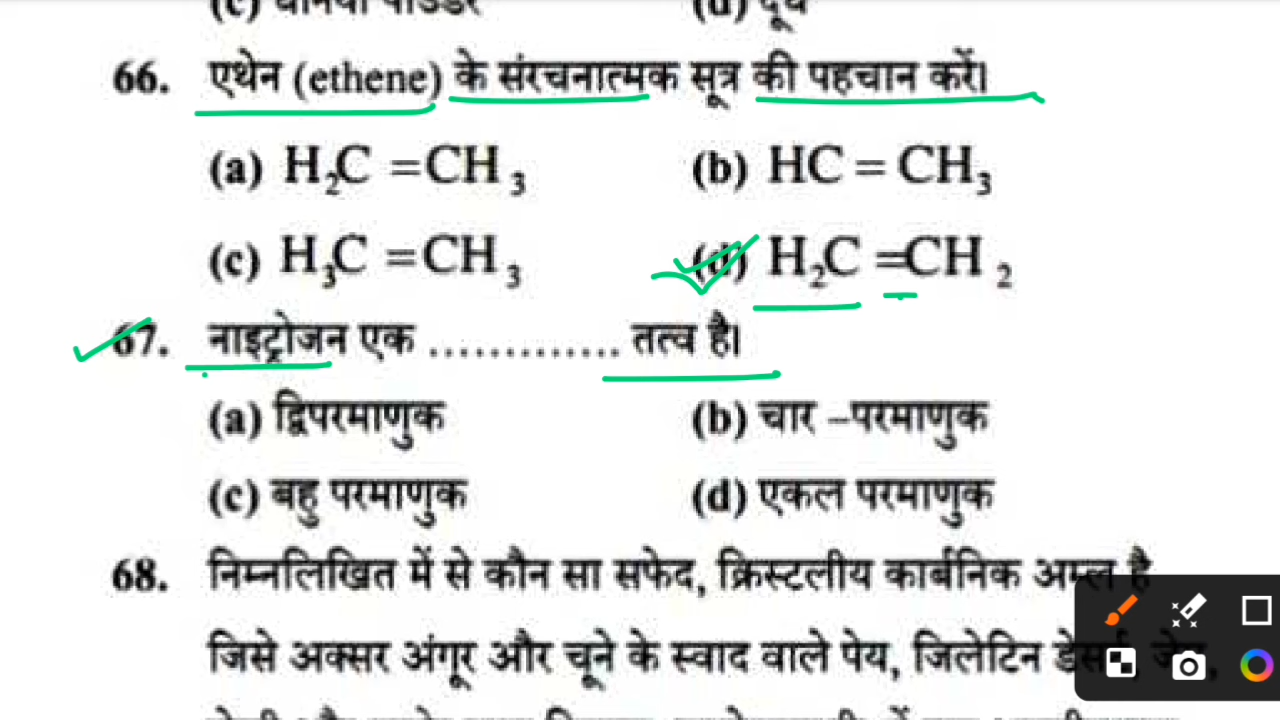 66. एथेन (ethene) के संरचनात्मक सूत्र की पहचान करें।
(a) H₂C =CH₃ (b) HC = CH₃
(c) H₃C =CH₃ (d) H₂C =CH₂
67. नाइट्रोजन एक ............. तत्व है।
(a) द्विपरमाणुक (b) चार –परमाणुक
(c) बहु परमाणुक (d) एकल परमाणुक
68. निम्नलिखित में से कौन सा सफेद, क्रिस्टलीय कार्बनिक अम्ल है
जिसे अक्सर अंगूर और चूने के स्वाद वाले पेय, जिलेटिन